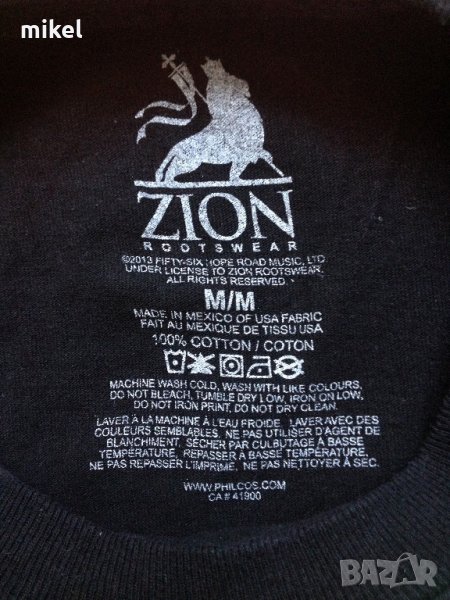 mikel
ZION
ROOTSWEAR
©2013 FIFTY-SIX HOPE ROAD MUSIC, LTD
UNDER LICENSE TO ZION ROOTSWEAR,
ALL RIGHTS RESERVED.
M/M
MADE IN MEXICO OF USA FABRIC
FAIT AU MEXIQUE DE TISSU USA
100% COTTON / COTON
MACHINE WASH COLD, WASH WITH LIKE COLOURS,
DO NOT BLEACH, TUMBLE DRY LOW, IRON ON LOW,
DO NOT IRON PRINT, DO NOT DRY CLEAN.
LAVER À LA MACHINE À L'EAU FROIDE, LAVER AVEC DES
COULEURS SEMBLABLES, NE PAS UTILISER D'AGENT DE
BLANCHIMENT, SÉCHER PAR CULBUTAGE À BASSE
TEMPÉRATURE, REPASSER À BASSE TEMPÉRATURE,
NE PAS REPASSER L'IMPRIME, NE PAS NETTOYER À SEC.
WWW.PHILCOS.COM
CA# 41900
BAZAR